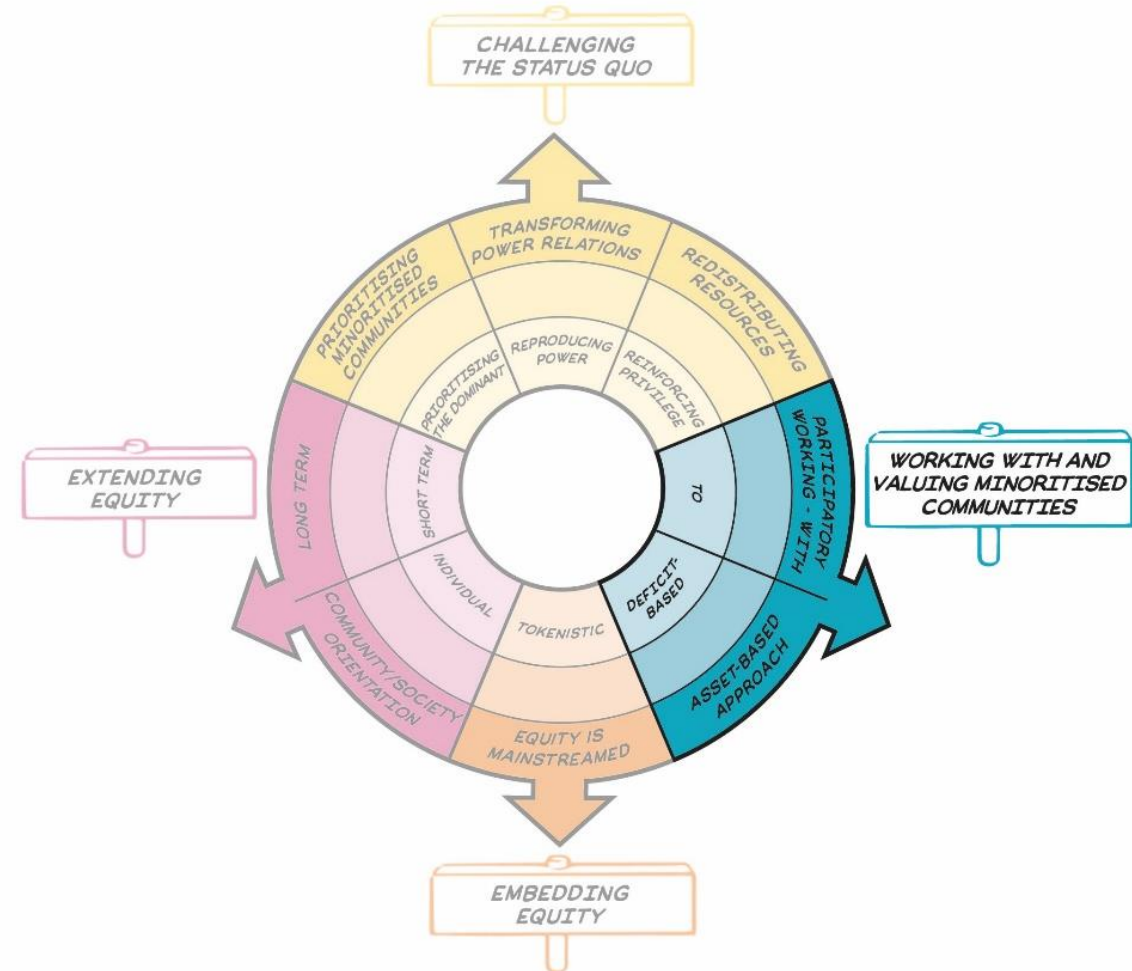 CHALLENGING
THE STATUS QUO
PRIORITISING
MINORITISED
COMMUNITIES
TRANSFORMING
POWER RELATIONS
REDISTRIBUTING
RESOURCES
PRIORITISING
THE DOMINANT
REPRODUCING
POWER
REINFORCING
PRIVILEGE
EXTENDING
EQUITY
LONG TERM
SHORT TERM
TO
PARTICIPATORY
WORKING - WITH
WORKING WITH AND
VALUING MINORITISED
COMMUNITIES
COMMUNITY/SOCIETY
ORIENTATION
INDIVIDUAL
TOKENISTIC
DEFICIT-
BASED
ASSET-BASED
APPROACH
EQUITY IS
MAINSTREAMED
EMBEDDING
EQUITY